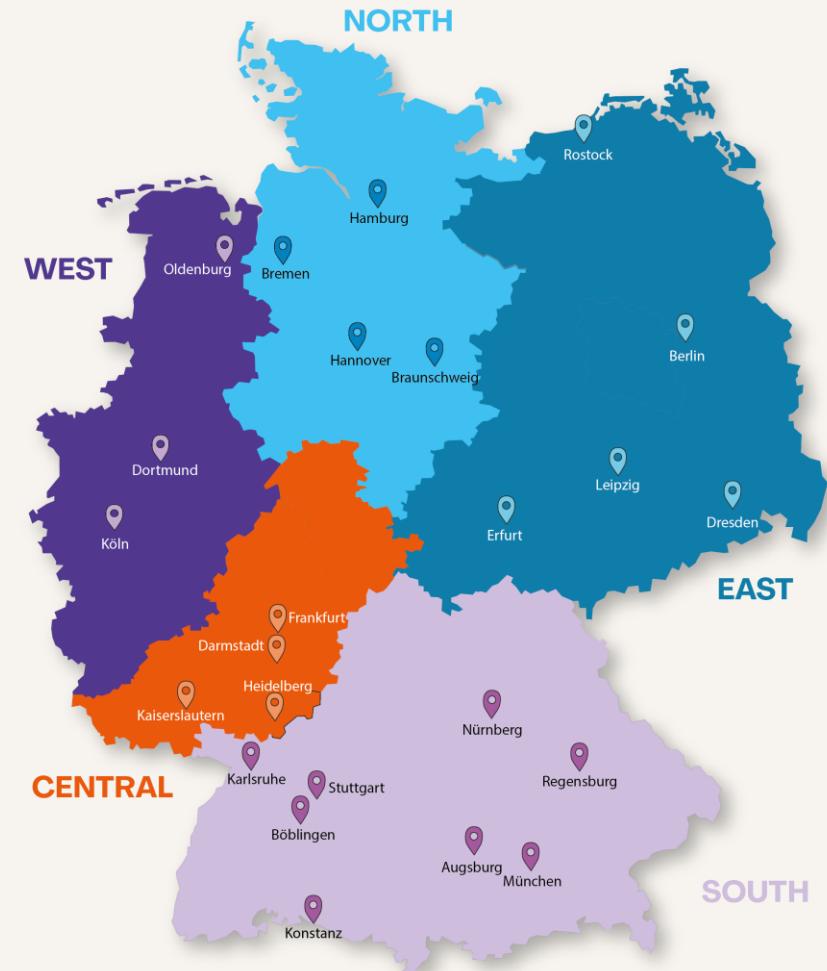 NORTH
Rostock
Hamburg
WEST
Oldenburg
Bremen
Hannover
Berlin
Braunschweig
Dortmund
Leipzig
Köln
Erfurt
Dresden
EAST
Frankfurt
Darmstadt
Heidelberg
Kaiserslautern
Nürnberg
CENTRAL
Karlsruhe
Stuttgart
Regensburg
Böblingen
Augsburg
München
SOUTH
Konstanz